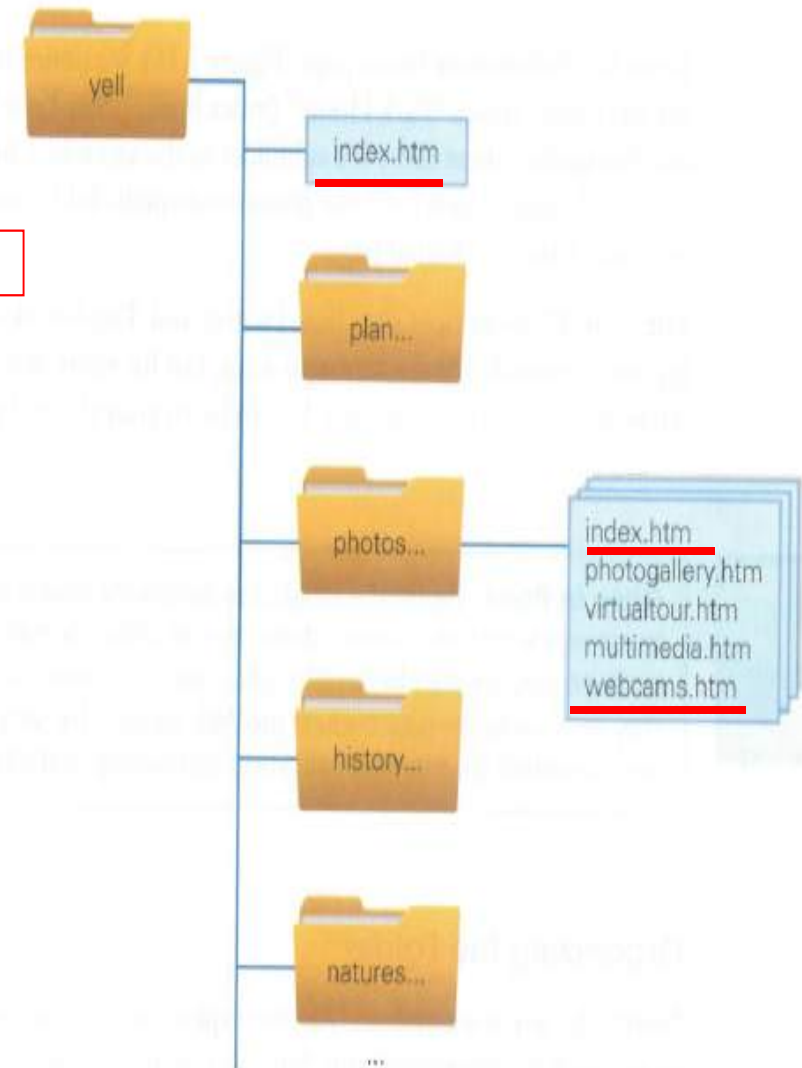 yell
index.htm
plan...
photos...
index.htm
photogallery.htm
virtualtour.htm
multimedia.htm
webcams.htm
history...
natures...
...